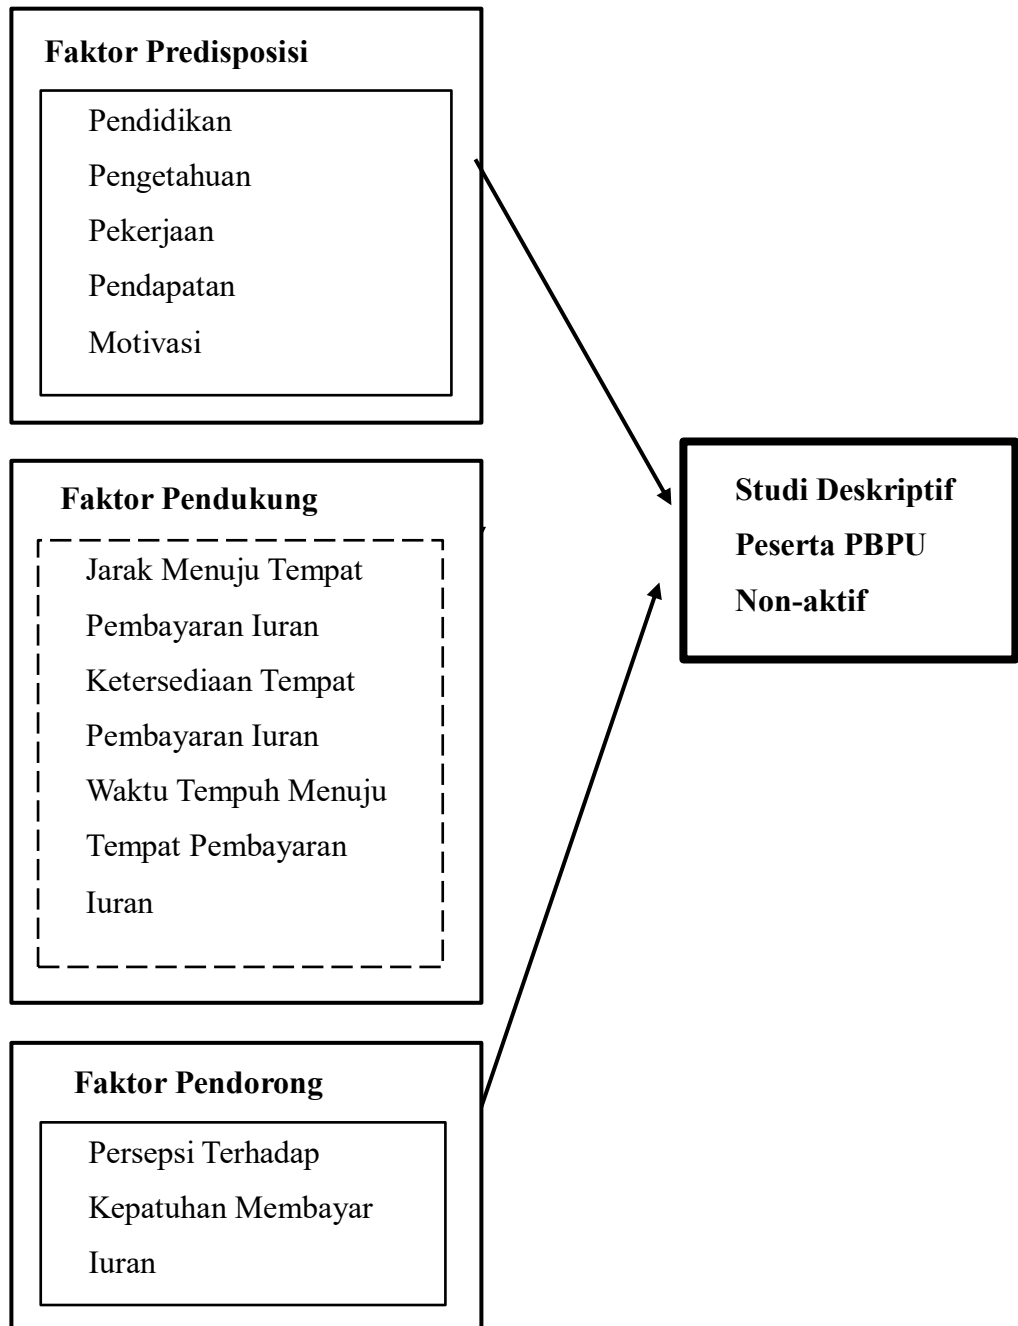 Faktor Predisposisi
Pendidikan
Pengetahuan
Pekerjaan
Pendapatan
Motivasi
Faktor Pendukung
Jarak Menuju Tempat
Pembayaran Iuran
Ketersediaan Tempat
Pembayaran Iuran
Waktu Tempuh Menuju
Tempat Pembayaran
Iuran
Faktor Pendorong
Persepsi Terhadap
Kepatuhan Membayar
Iuran
Studi Deskriptif
Peserta PBPU
Non-aktif